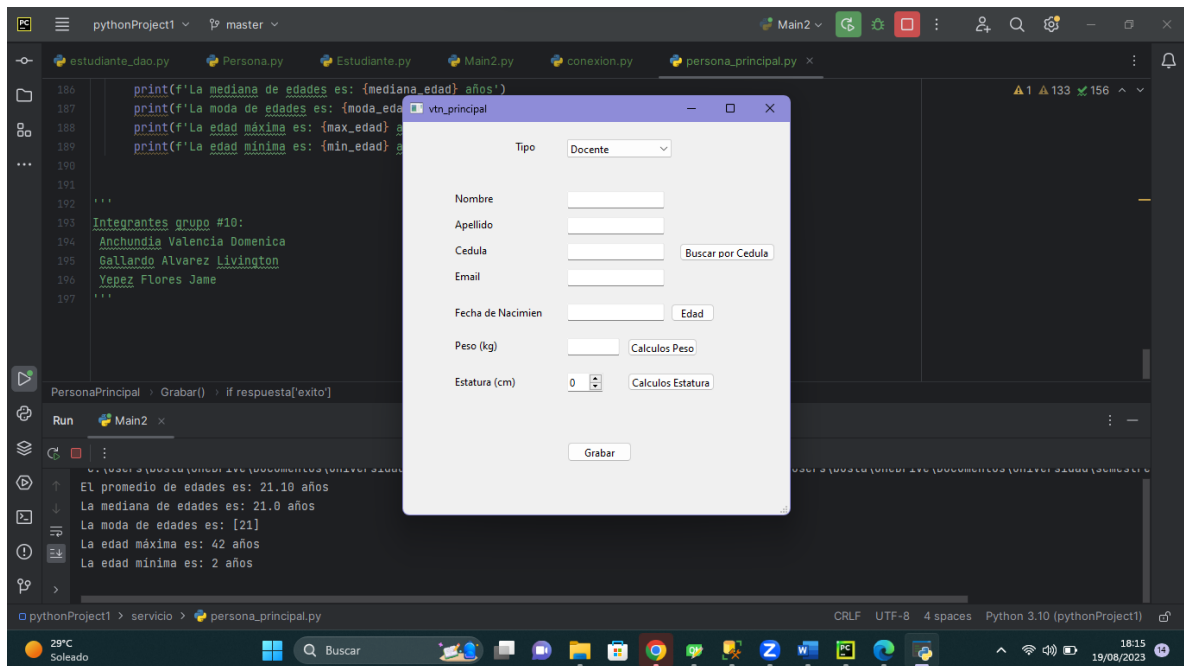 pythonProject1
master
Main2
estudiante_dao.py
Persona.py
Estudiante.py
Main2.py
conexion.py
persona_principal.py
186 print(f'La mediana de edades es: {mediana_edad} años')
187 print(f'La moda de edades es: {moda_eda
188 print(f'La edad máxima es: {max_edad} a
189 print(f'La edad mínima es: {min_edad} a
190
191
192 '''
193 Integrantes grupo #10:
194 Anchundia Valencia Domenica
195 Gallardo Alvarez Livington
196 Yepez Flores Jame
197 '''
1 133 156
vtn_principal
Tipo Docente
Nombre
Apellido
Cedula Buscar por Cedula
Email
Fecha de Nacimien Edad
Peso (kg) Calculos Peso
Estatura (cm) 0 Calculos Estatura
Grabar
PersonaPrincipal > Grabar() > if respuesta['exito']
Run Main2
El promedio de edades es: 21.10 años
La mediana de edades es: 21.0 años
La moda de edades es: [21]
La edad máxima es: 42 años
La edad mínima es: 2 años
pythonProject1 > servicio > persona_principal.py
CRLF UTF-8 4 spaces Python 3.10 (pythonProject1)
29°C
Soleado
Buscar
18:15
19/08/2023
14